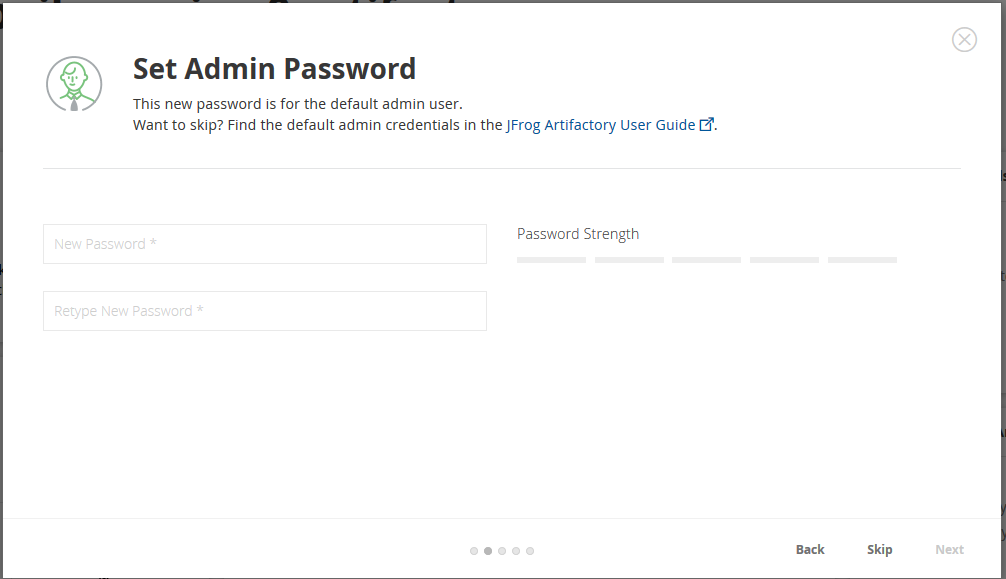 Set Admin Password
This new password is for the default admin user.
Want to skip? Find the default admin credentials in the JFrog Artifactory User Guide.
New Password *
Password Strength
Retype New Password *
Back Skip Next